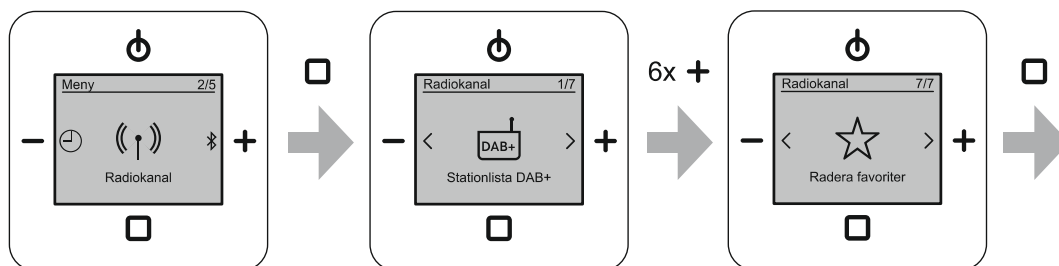 Meny 2/5
Radiokanal
Radiokanal 1/7
DAB+
Stationlista DAB+
6x +
Radiokanal 7/7
Radera favoriter